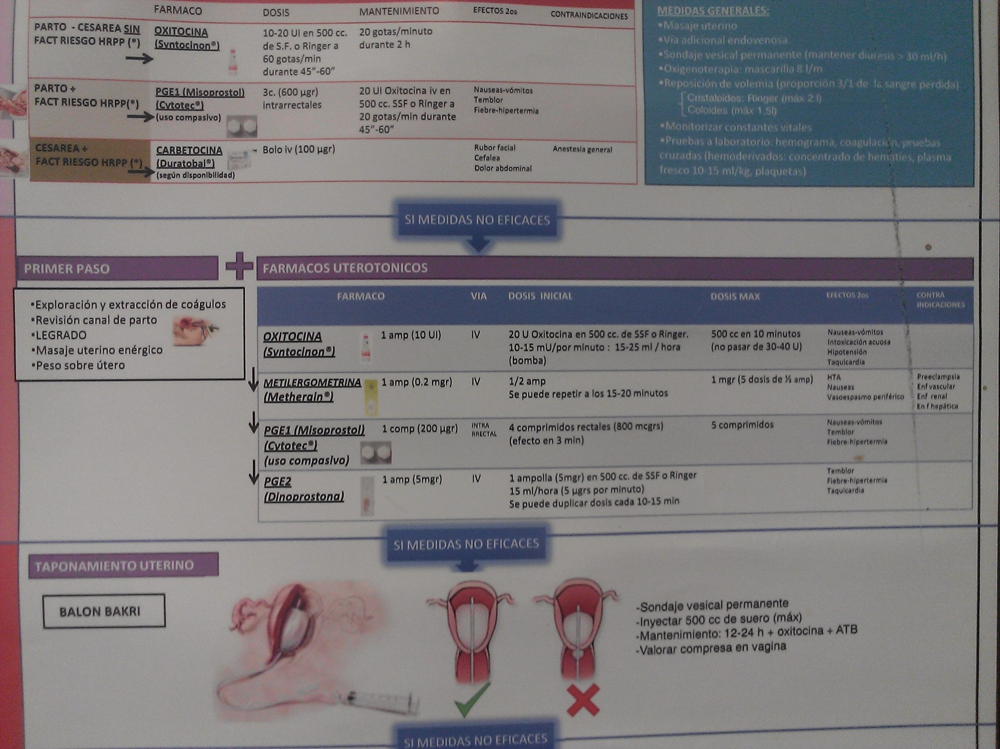 FARMACO DOSIS MANTENIMIENTO EFECTOS 2os CONTRAINDICACIONES
PARTO - CESAREA SIN
FACT RIESGO HRPP (*)
OXITOCINA
(Syntocinon®)
10-20 UI en 500 cc.
de S.F. o Ringer a
60 gotas/min
durante 45”-60”
20 gotas/minuto
durante 2 h
PARTO +
FACT RIESGO HRPP(*)
PGE1 (Misoprostol)
(Cytotec®)
(uso compasivo)
3c. (600 µgr)
intrarrectales
20 UI Oxitocina iv en
500 cc. SSF o Ringer a
20 gotas/min durante
45”-60”
Nauseas-vómitos
Temblor
Fiebre-hipertermia
CESAREA +
FACT RIESGO HRPP (*)
CARBETOCINA
(Duratobal®)
(según disponibilidad)
Bolo iv (100 µgr)
Rubor facial
Cefalea
Dolor abdominal
Anestesia general
MEDIDAS GENERALES:
•Masaje uterino
•Via adicional endovenosa
•Sondaje vesical permanente (mantener diuresis > 30 ml/h)
•Oxigenoterapia: mascarilla 8 l/m
•Reposición de volemia (proporción 3/1 de la sangre perdida)
Cristaloides: Ringer (máx 2 l)
Coloides (máx 1,5l)
•Monitorizar constantes vitales
•Pruebas a laboratorio: hemograma, coagulación, pruebas
cruzadas (hemoderivados: concentrado de hematíes, plasma
fresco 10-15 ml/kg, plaquetas)
SI MEDIDAS NO EFICACES
PRIMER PASO
•Exploración y extracción de coágulos
•Revisión canal de parto
•LEGRADO
•Masaje uterino enérgico
•Peso sobre útero
FARMACOS UTEROTONICOS
FARMACO VIA DOSIS INICIAL DOSIS MAX EFECTOS 2os CONTRA
INDICACIONES
OXITOCINA
(Syntocinon®)
1 amp (10 UI)
IV
20 U Oxitocina en 500 cc. de SSF o Ringer.
10-15 mU/por minuto : 15-25 ml / hora
(bomba)
500 cc en 10 minutos
(no pasar de 30-40 U)
Nauseas-vómitos
Intoxicación acuosa
Hipotensión
Taquicardia
METILERGOMETRINA
(Methergin®)
1 amp (0.2 mgr)
IV
1/2 amp
Se puede repetir a los 15-20 minutos
1 mgr (5 dosis de ½ amp)
HTA
Nauseas
Vasoespasmo periférico
Preeclampsia
Enf vascular
Enf renal
En f hepática
PGE1 (Misoprostol)
(Cytotec®)
(uso compasivo)
1 comp (200 µgr)
INTRA
RRECTAL
4 comprimidos rectales (800 mcgrs)
(efecto en 3 min)
5 comprimidos
Nauseas-vómitos
Temblor
Fiebre-hipertermia
PGE2
(Dinoprostona)
1 amp (5mgr)
IV
1 ampolla (5mgr) en 500 cc. de SSF o Ringer
15 ml/hora (5 µgrs por minuto)
Se puede duplicar dosis cada 10-15 min
Temblor
Fiebre-hipertermia
Taquicardia
SI MEDIDAS NO EFICACES
TAPONAMIENTO UTERINO
BALON BAKRI
-Sondaje vesical permanente
-Inyectar 500 cc de suero (máx)
-Mantenimiento: 12-24 h + oxitocina + ATB
-Valorar compresa en vagina
SI MEDIDAS NO EFICACES